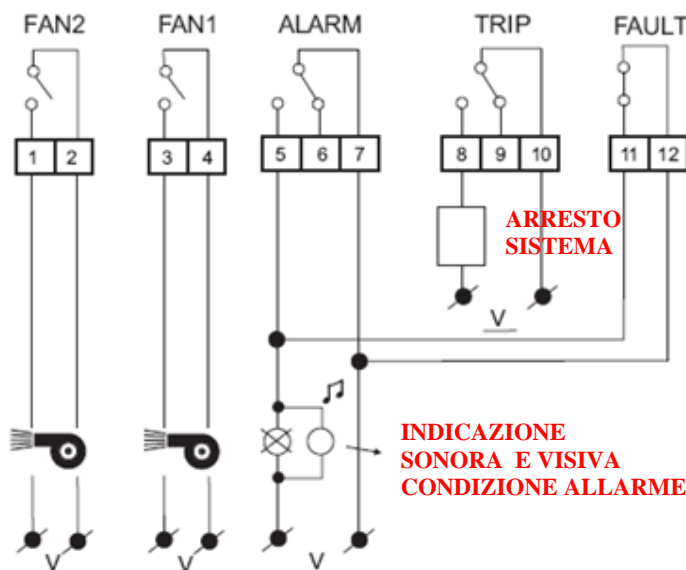 FAN2 FAN1 ALARM TRIP FAULT
1 2 3 4 5 6 7 8 9 10 11 12
ARRESTO
SISTEMA
V
INDICAZIONE
SONORA E VISIVA
CONDIZIONE ALLARME
V V V